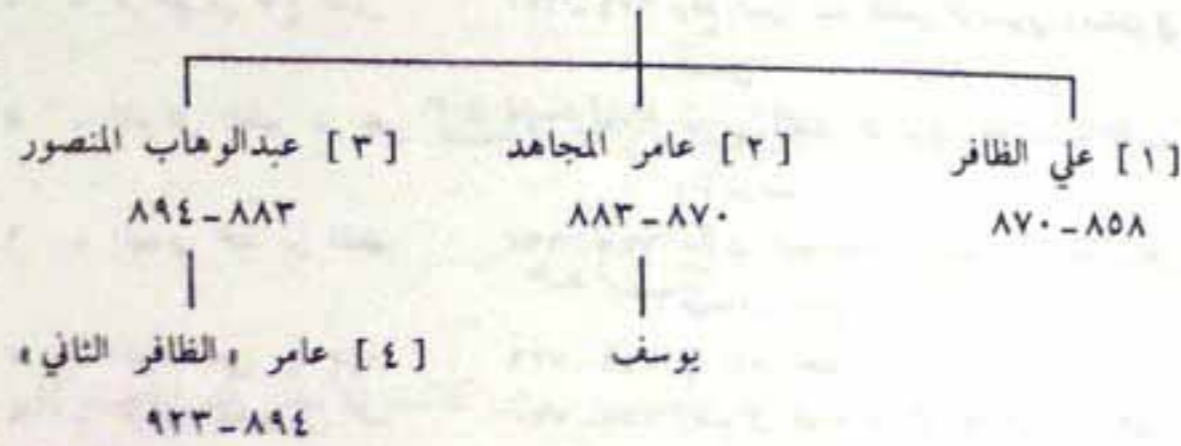 [ ١ ] علي الظافر
[ ٢ ] عامر المجاهد
[ ٣ ] عبدالوهاب المنصور
٨٥٨-٨٧٠
٨٧٠-٨٨٣
٨٨٣-٨٩٤
يوسف
[ ٤ ] عامر «الظافر الثاني»
٨٩٤-٩٢٣